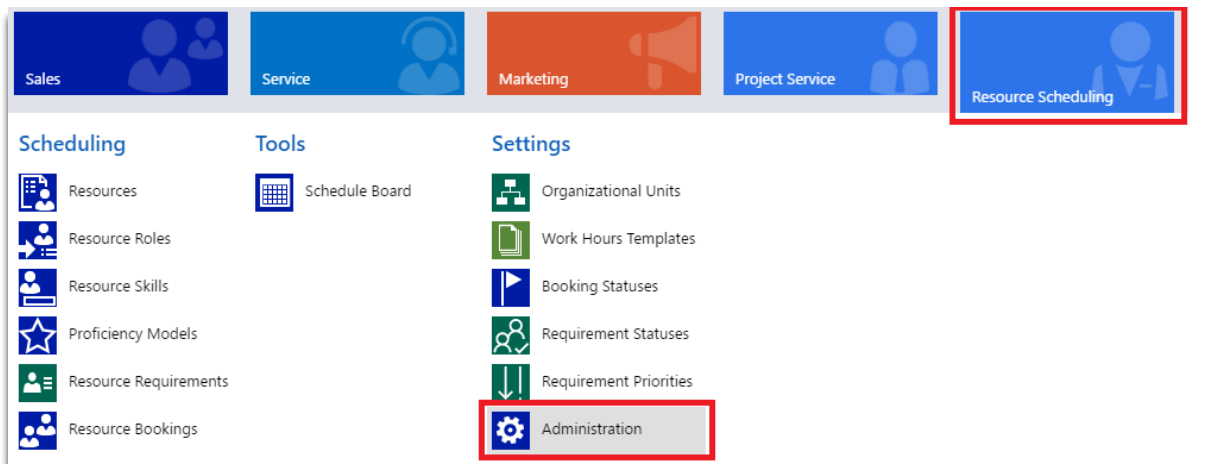 Sales
Service
Marketing
Project Service
Resource Scheduling
Scheduling
Resources
Resource Roles
Resource Skills
Proficiency Models
Resource Requirements
Resource Bookings
Tools
Schedule Board
Settings
Organizational Units
Work Hours Templates
Booking Statuses
Requirement Statuses
Requirement Priorities
Administration